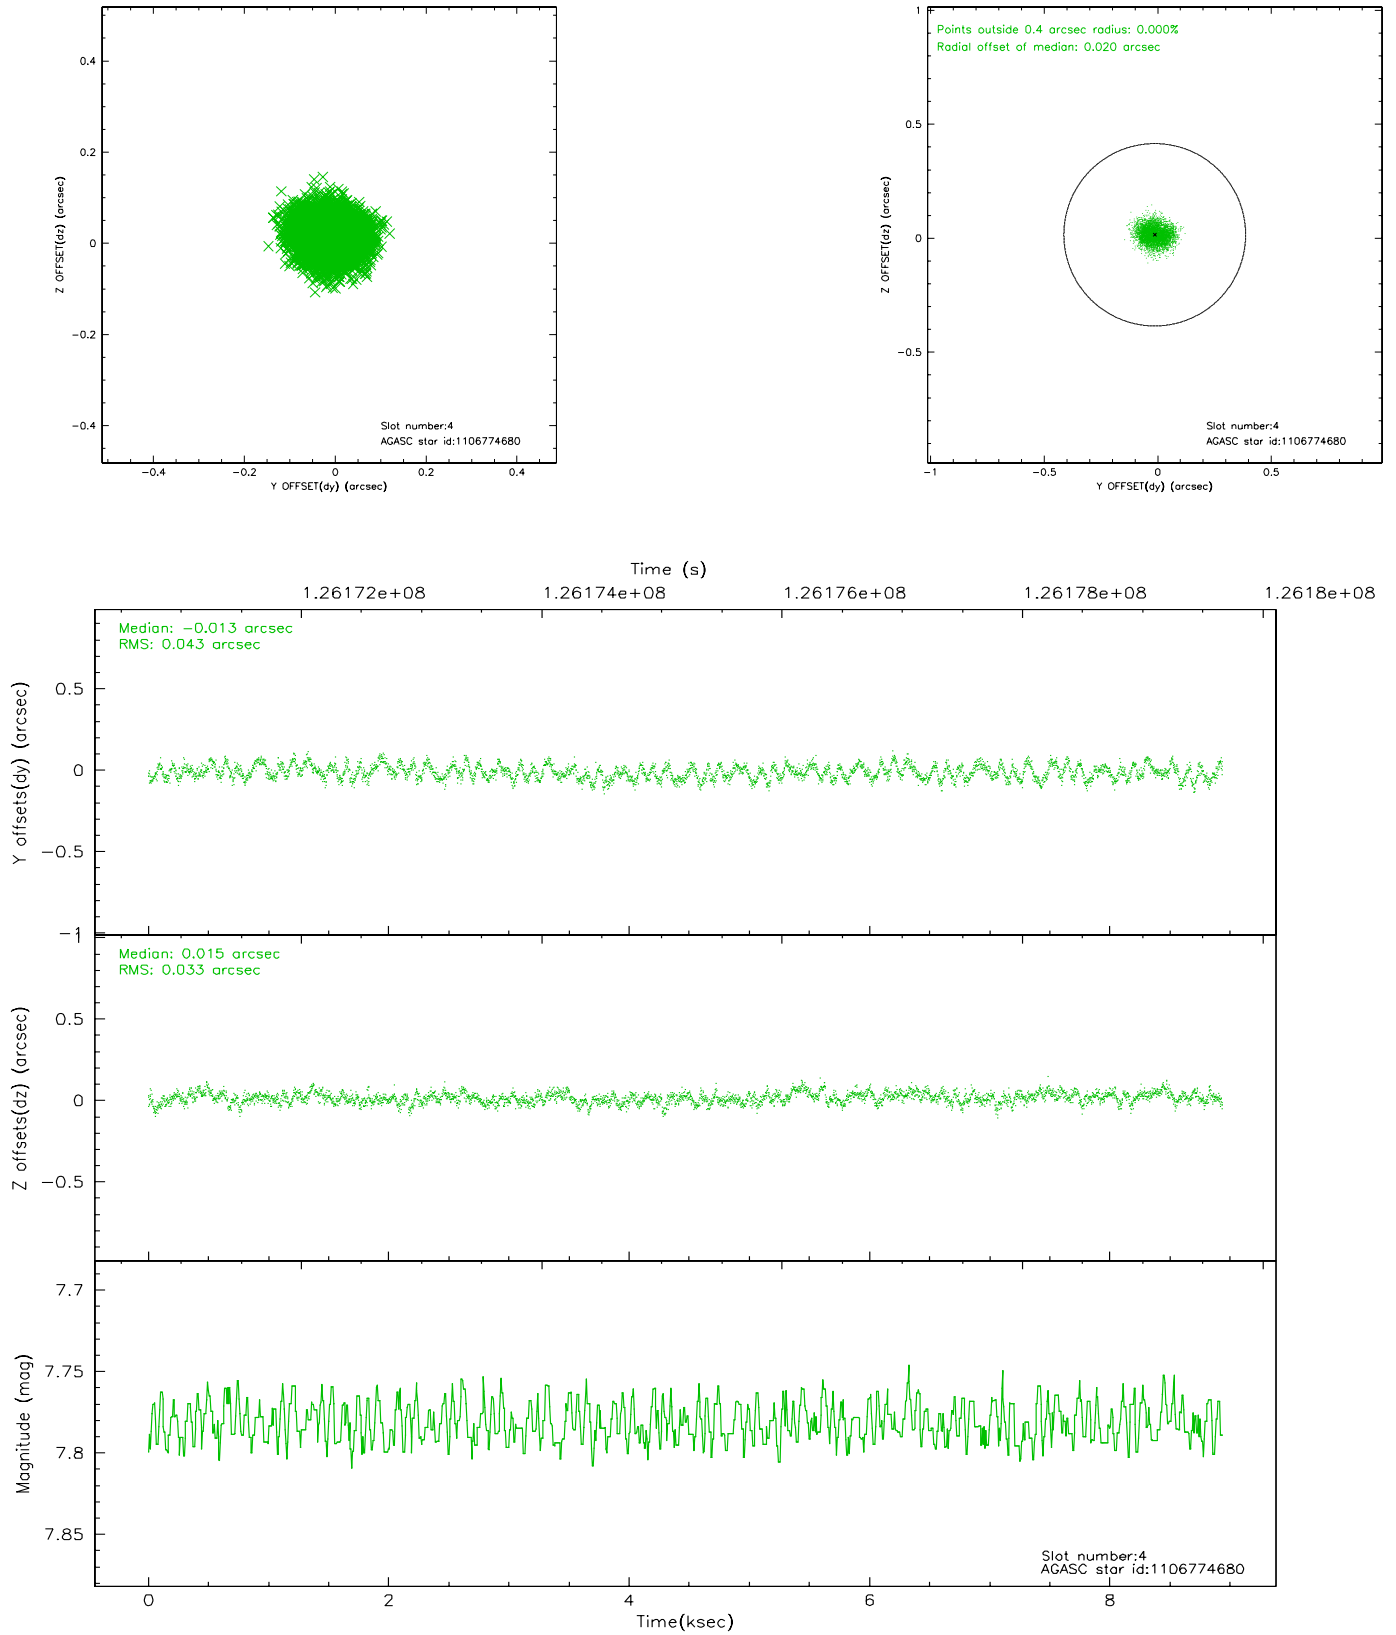 0.4
0.2
0
−0.2
−0.4
Z OFFSET(dz) (arcsec)
Slot number:4
AGASC star id:1106774680
−0.4 −0.2 0 0.2 0.4
Y OFFSET(dy) (arcsec)
Points outside 0.4 arcsec radius: 0.000%
Radial offset of median: 0.020 arcsec
1
0.5
0
−0.5
Z OFFSET(dz) (arcsec)
Slot number:4
AGASC star id:1106774680
−1 −0.5 0 0.5
Y OFFSET(dy) (arcsec)
Time (s)
1.26172e+08 1.26174e+08 1.26176e+08 1.26178e+08 1.2618e+08
Median: −0.013 arcsec
RMS: 0.043 arcsec
0.5
0
−0.5
−1
Y offsets(dy) (arcsec)
Median: 0.015 arcsec
RMS: 0.033 arcsec
1
0.5
0
−0.5
Z offsets(dz) (arcsec)
7.7
7.75
7.8
7.85
Magnitude (mag)
Slot number:4
AGASC star id:1106774680
0 2 4 6 8
Time(ksec)